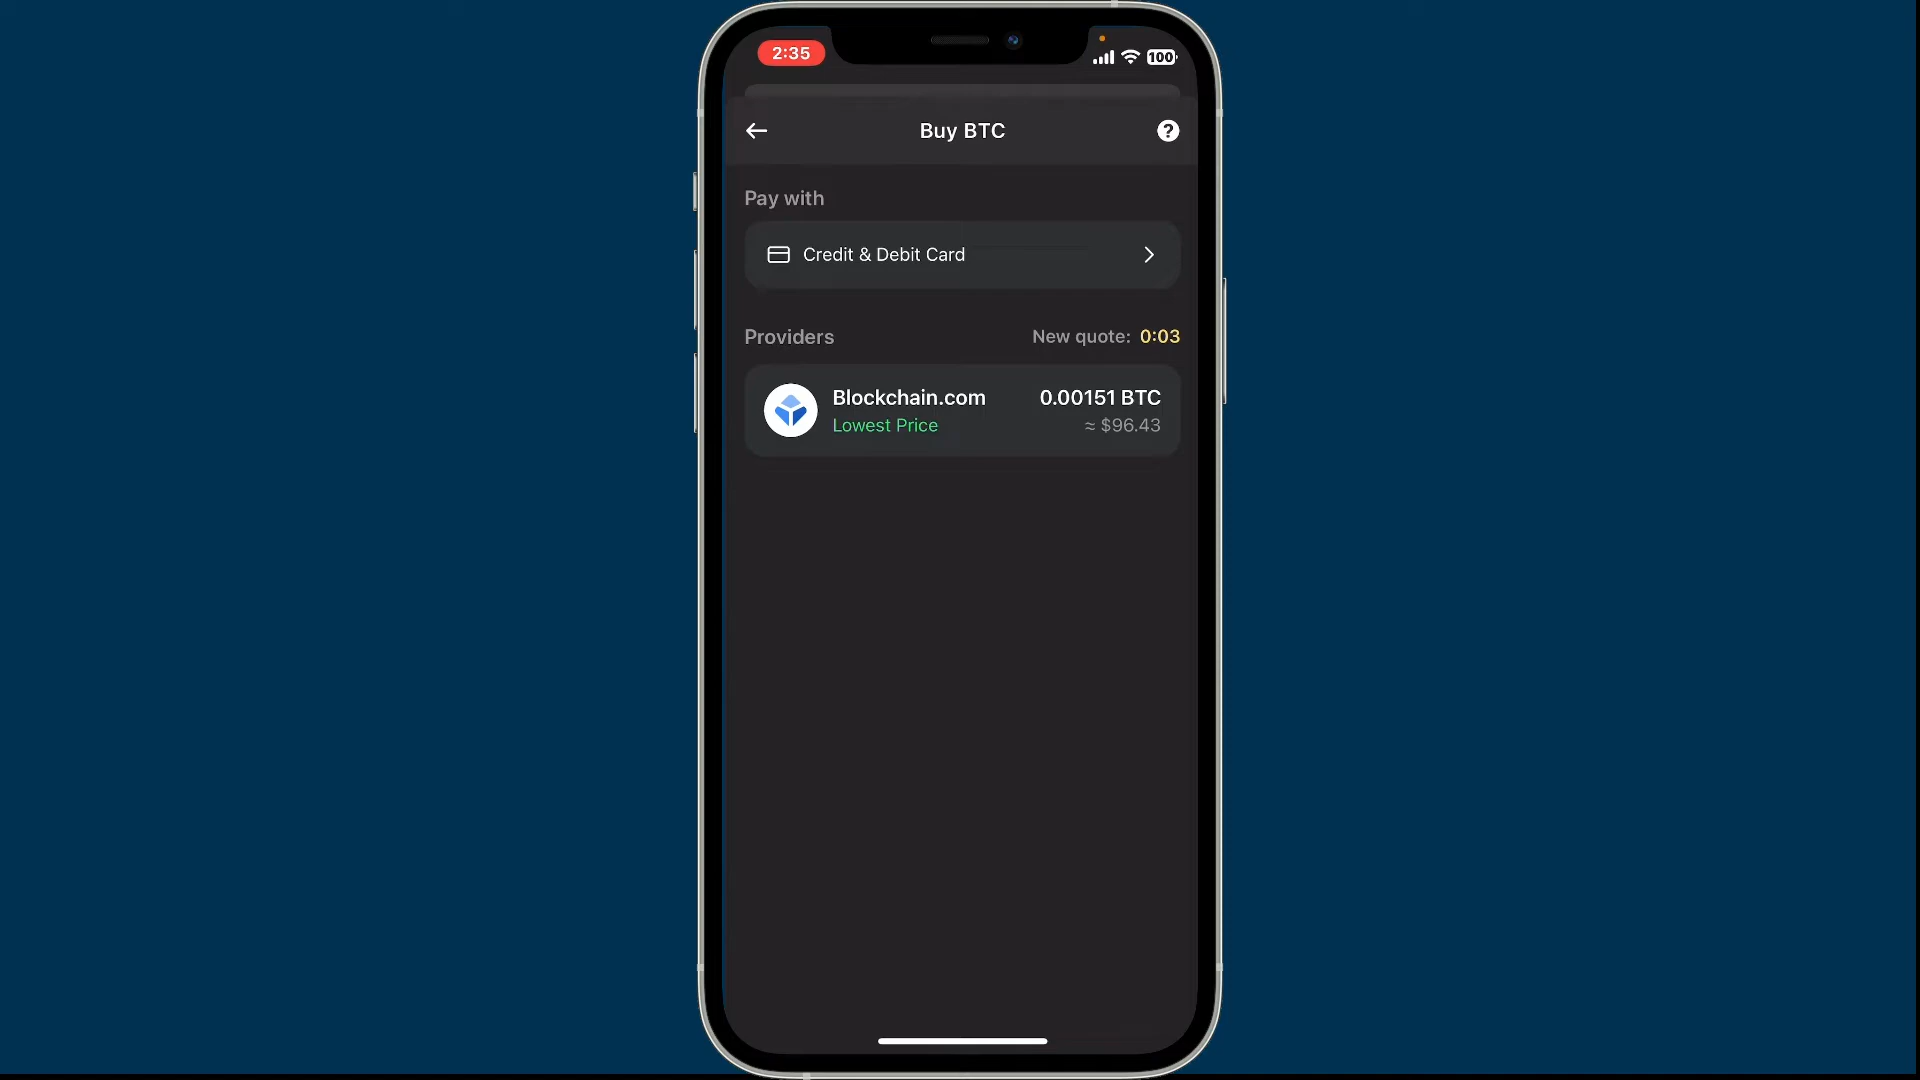 2:35
100
Buy BTC
?
Pay with
Credit & Debit Card
Providers
New quote: 0:03
Blockchain.com
0.00151 BTC
Lowest Price
≈ $96.43